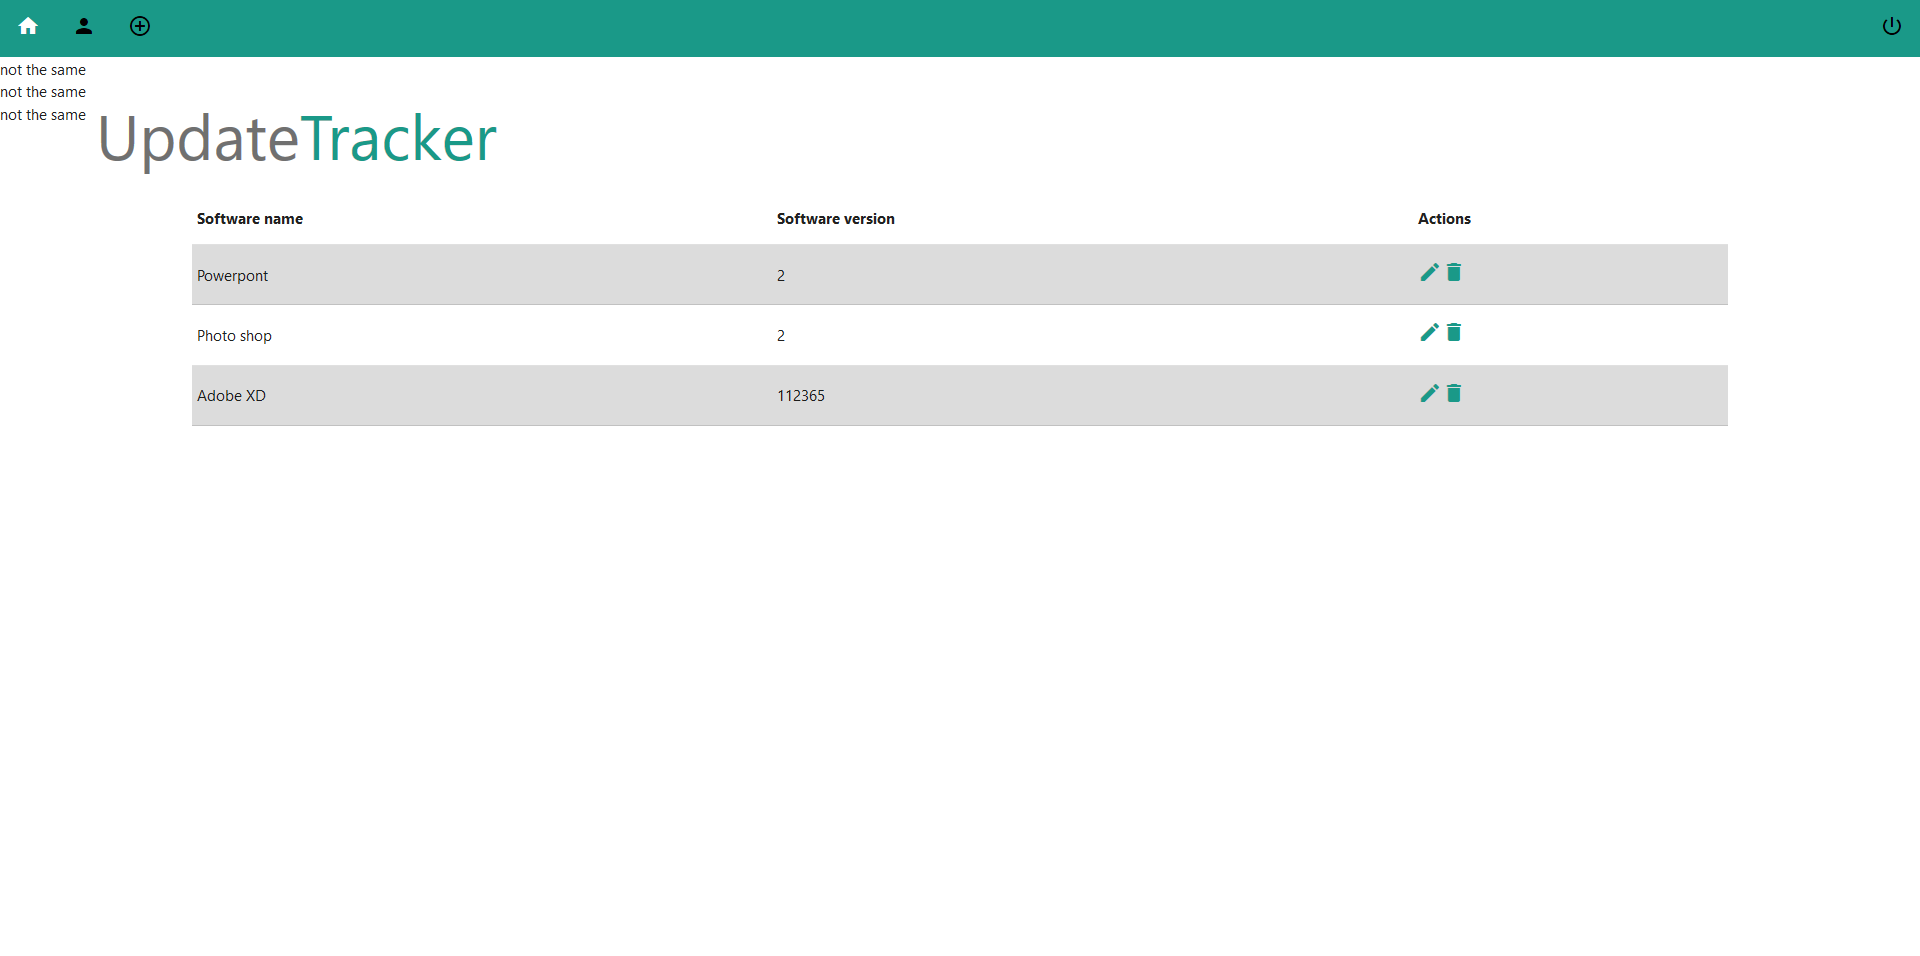 not the same
not the same
not the same
UpdateTracker
Software name Software version Actions
Powerpont 2
Photo shop 2
Adobe XD 112365